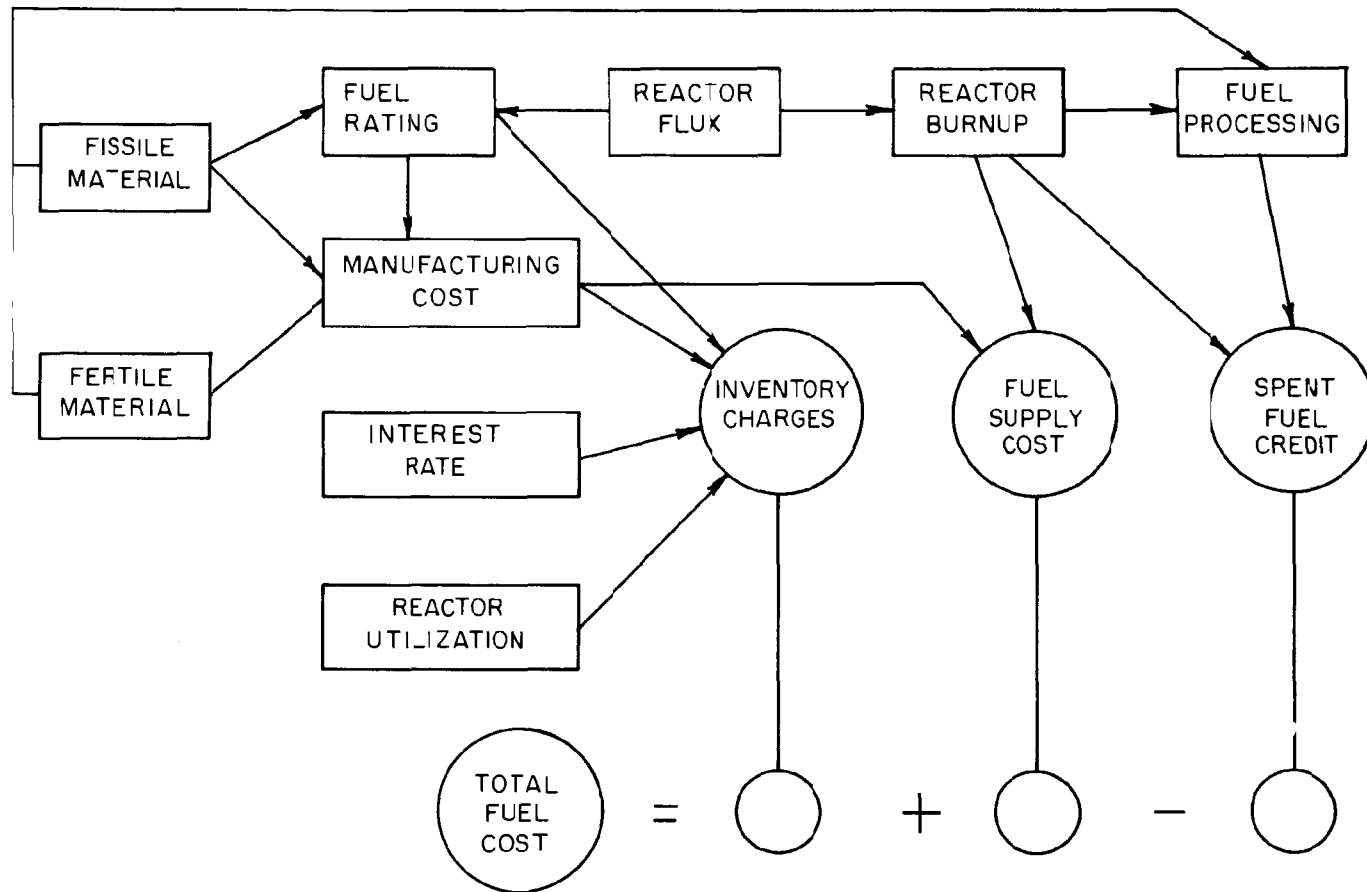 FUEL
RATING
REACTOR
FLUX
REACTOR
BURNUP
FUEL
PROCESSING
FISSILE
MATERIAL
MANUFACTURING
COST
FERTILE
MATERIAL
INVENTORY
CHARGES
FUEL
SUPPLY
COST
SPENT
FUEL
CREDIT
INTEREST
RATE
REACTOR
UTILIZATION
TOTAL
FUEL
COST
= + -